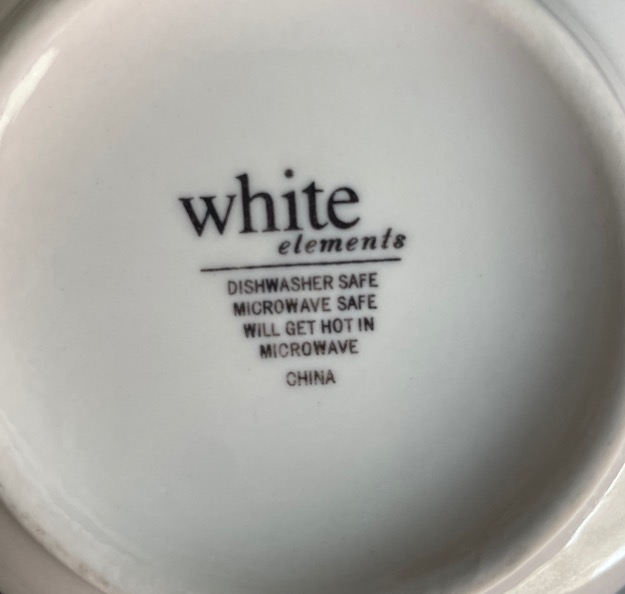 white
elements
DISHWASHER SAFE
MICROWAVE SAFE
WILL GET HOT IN
MICROWAVE
CHINA